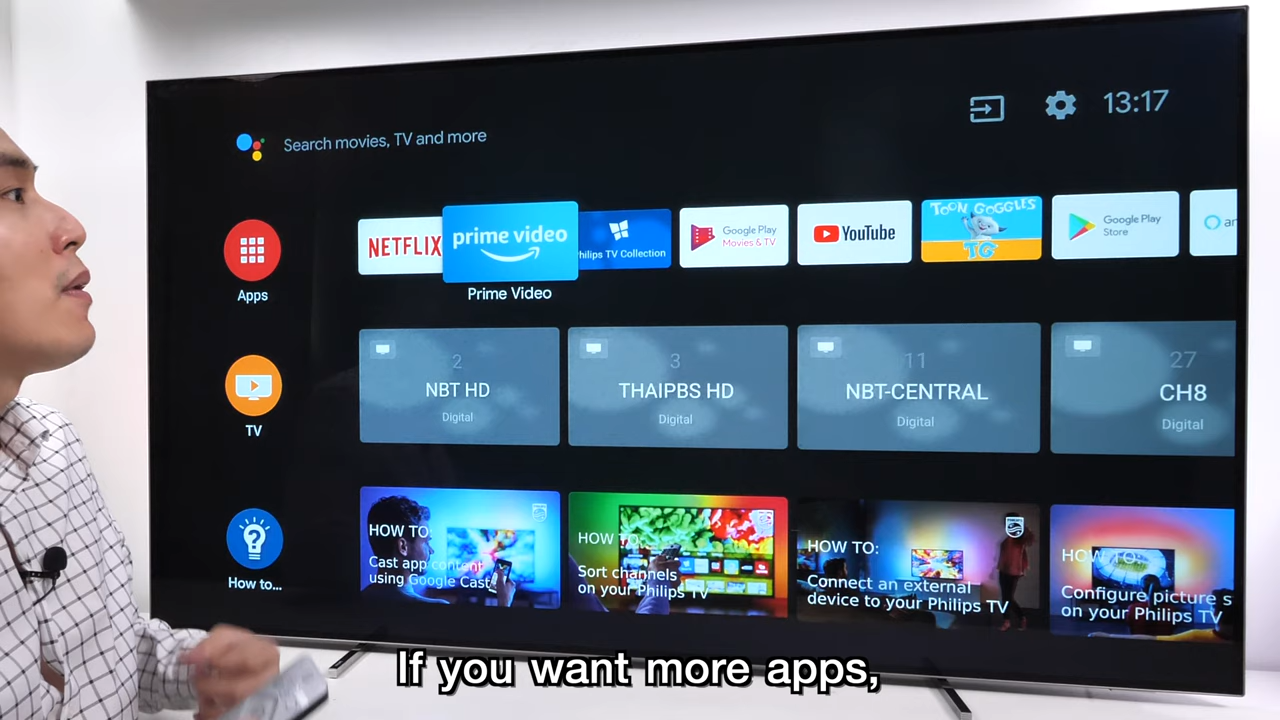 13:17
Search movies, TV and more
NETFLIX
prime video
Philips TV Collection
Google Play
Movies & TV
YouTube
TOON GOGGLES
TG
Google Play
Store
Prime Video
Apps
2
NBT HD
Digital
3
THAIPBS HD
Digital
11
NBT-CENTRAL
Digital
27
CH8
Digital
TV
HOW TO:
Cast app content
using Google Cast
HOW TO:
Sort channels
on your Philips TV
HOW TO:
Connect an external
device to your Philips TV
HOW TO:
Configure picture s
on your Philips TV
How to...
If you want more apps,